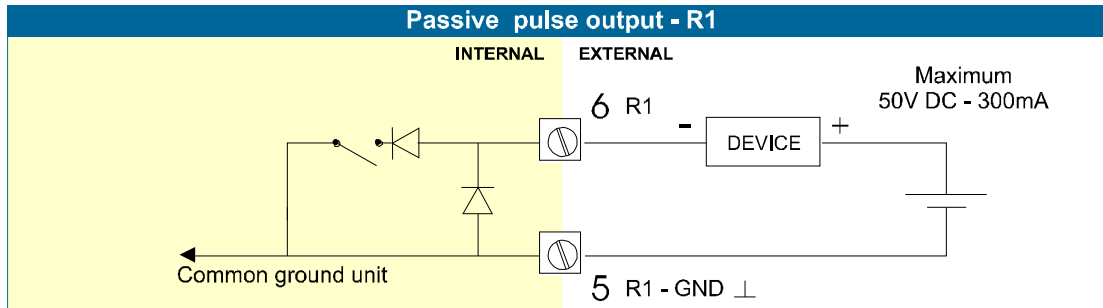 Passive pulse output - R1
INTERNAL EXTERNAL
Maximum
50V DC - 300mA
6 R1
- DEVICE +
Common ground unit
5 R1 - GND ⊥